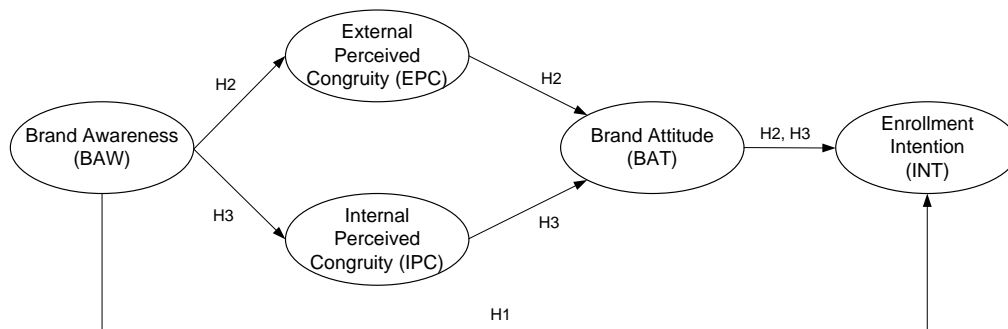 External
Perceived
Congruity (EPC)
H2
H2
Brand Awareness
(BAW)
Brand Attitude
(BAT)
H2, H3
Enrollment
Intention
(INT)
H3
Internal
Perceived
Congruity (IPC)
H3
H1